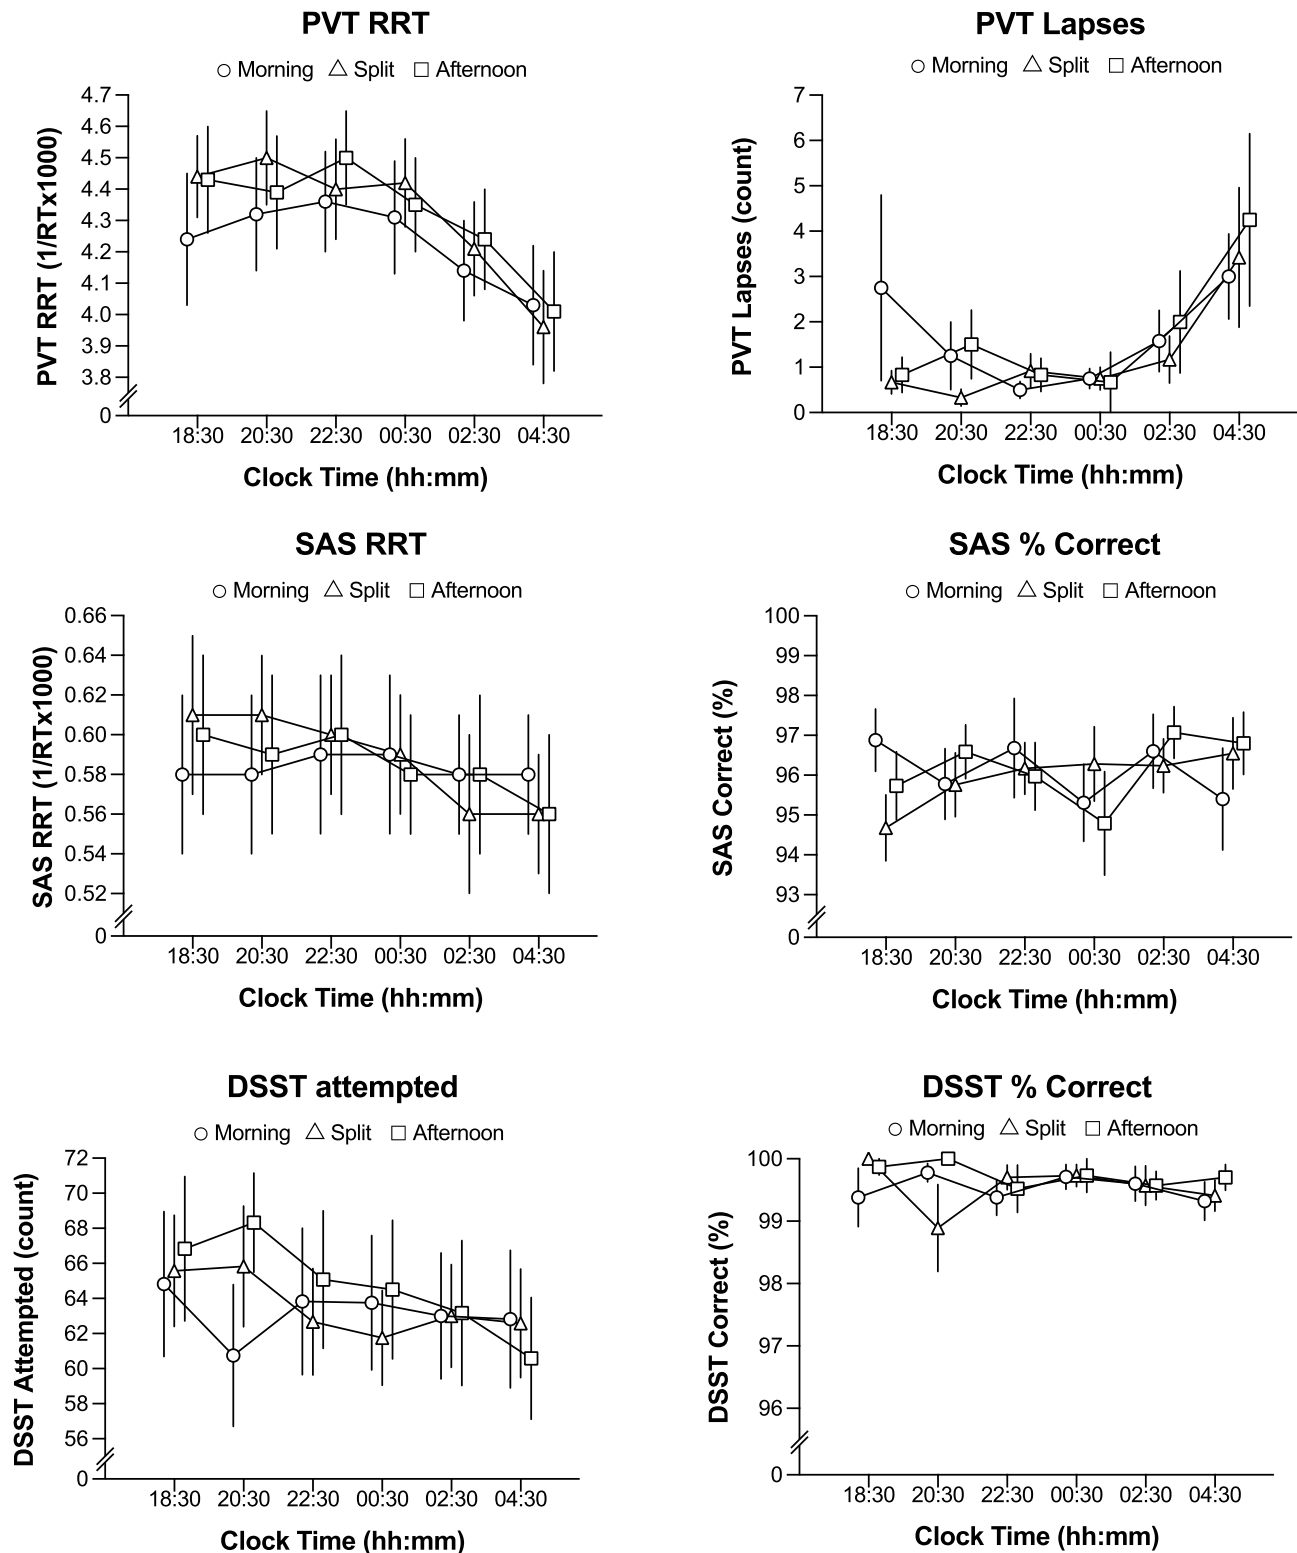 PVT RRT
Morning Split Afternoon
PVT RRT (1/RTx1000)
4.7
4.6
4.5
4.4
4.3
4.2
4.1
4.0
3.9
3.8
0
18:30 20:30 22:30 00:30 02:30 04:30
Clock Time (hh:mm)
PVT Lapses
Morning Split Afternoon
PVT Lapses (count)
7
6
5
4
3
2
1
0
18:30 20:30 22:30 00:30 02:30 04:30
Clock Time (hh:mm)
SAS RRT
Morning Split Afternoon
SAS RRT (1/RTx1000)
0.66
0.64
0.62
0.60
0.58
0.56
0.54
0.52
0
18:30 20:30 22:30 00:30 02:30 04:30
Clock Time (hh:mm)
SAS % Correct
Morning Split Afternoon
SAS Correct (%)
100
99
98
97
96
95
94
93
0
18:30 20:30 22:30 00:30 02:30 04:30
Clock Time (hh:mm)
DSST attempted
Morning Split Afternoon
DSST Attempted (count)
72
70
68
66
64
62
60
58
56
0
18:30 20:30 22:30 00:30 02:30 04:30
Clock Time (hh:mm)
DSST % Correct
Morning Split Afternoon
DSST Correct (%)
100
99
98
97
96
0
18:30 20:30 22:30 00:30 02:30 04:30
Clock Time (hh:mm)